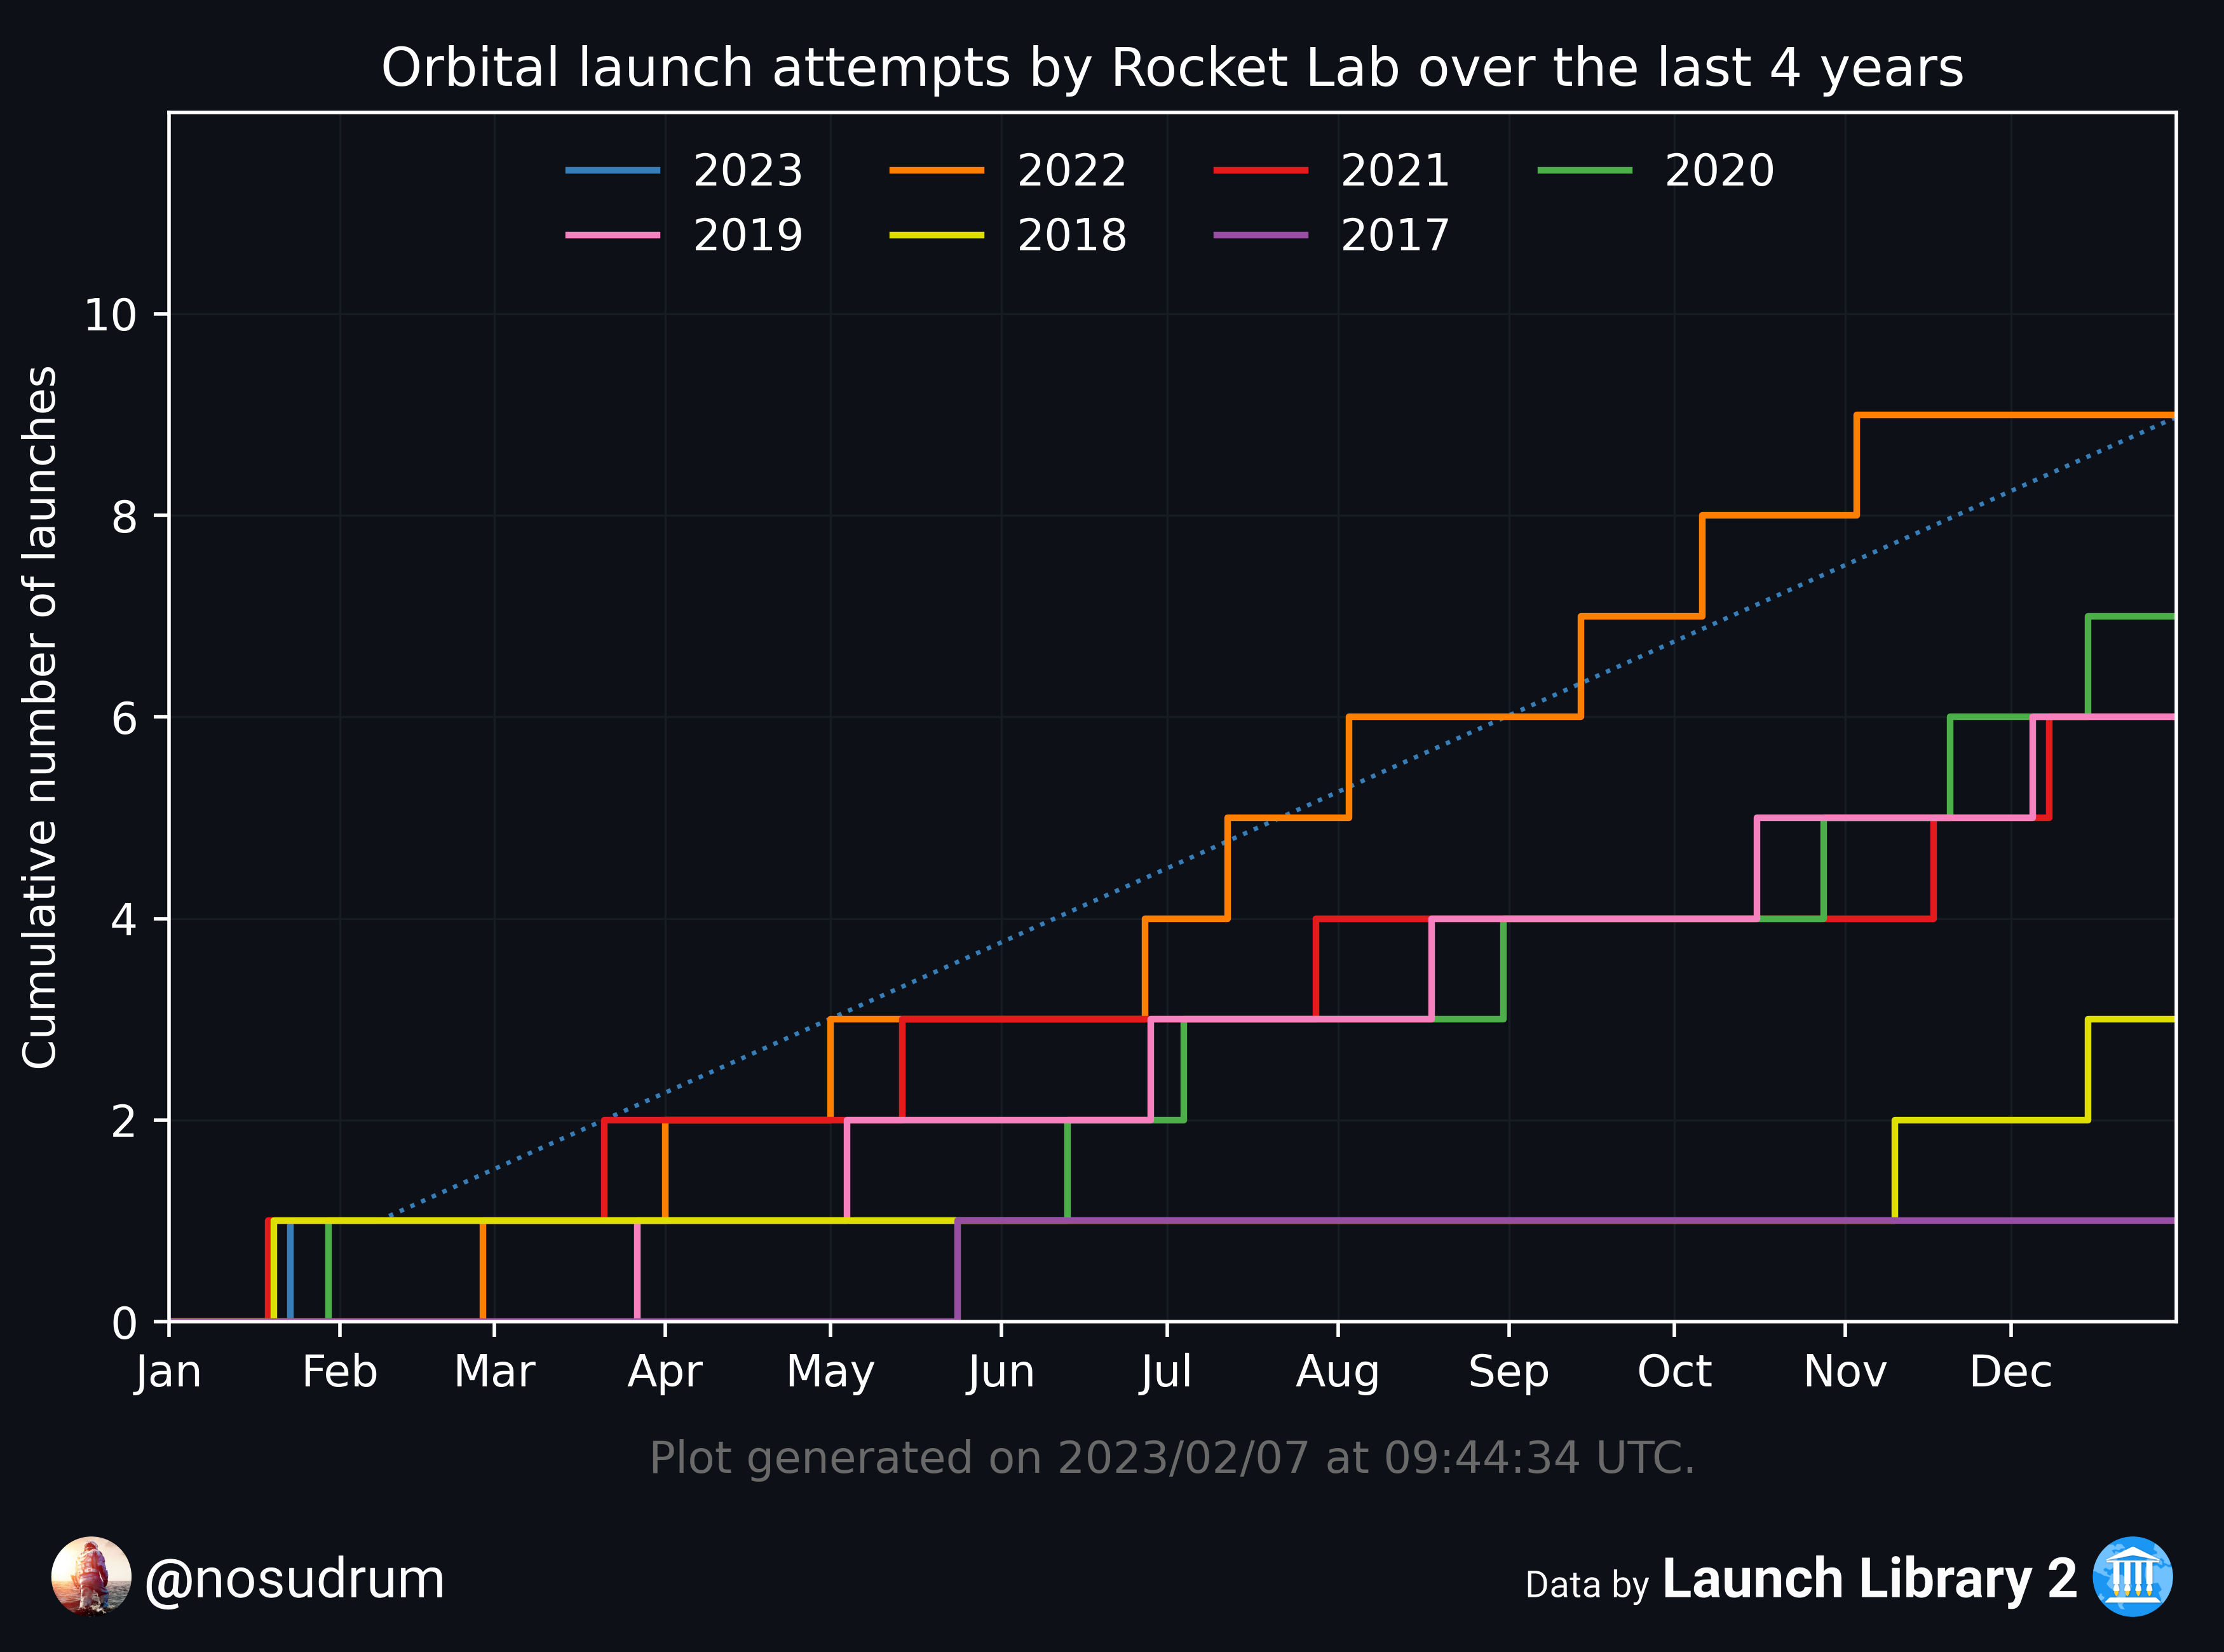 Orbital launch attempts by Rocket Lab over the last 4 years
2023 2022 2021 2020
2019 2018 2017
Cumulative number of launches
10
8
6
4
2
0
Jan Feb Mar Apr May Jun Jul Aug Sep Oct Nov Dec
Plot generated on 2023/02/07 at 09:44:34 UTC.
@nosudrum
Data by Launch Library 2